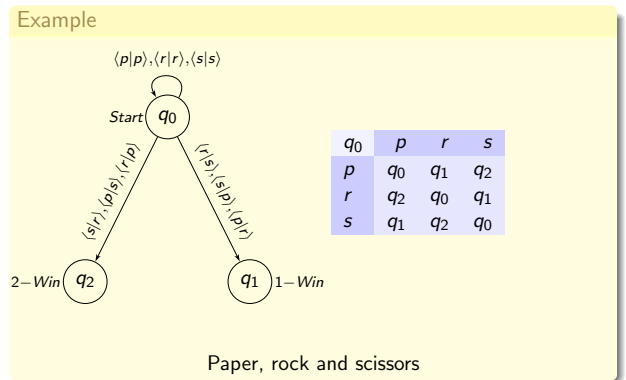 Example
⟨p|p⟩,⟨r|r⟩,⟨s|s⟩
Start q₀
⟨s|r⟩,⟨p|s⟩,⟨r|p⟩
⟨r|s⟩,⟨s|p⟩,⟨p|r⟩
2−Win q₂
q₁ 1−Win
q₀ p r s
p q₀ q₁ q₂
r q₂ q₀ q₁
s q₁ q₂ q₀
Paper, rock and scissors